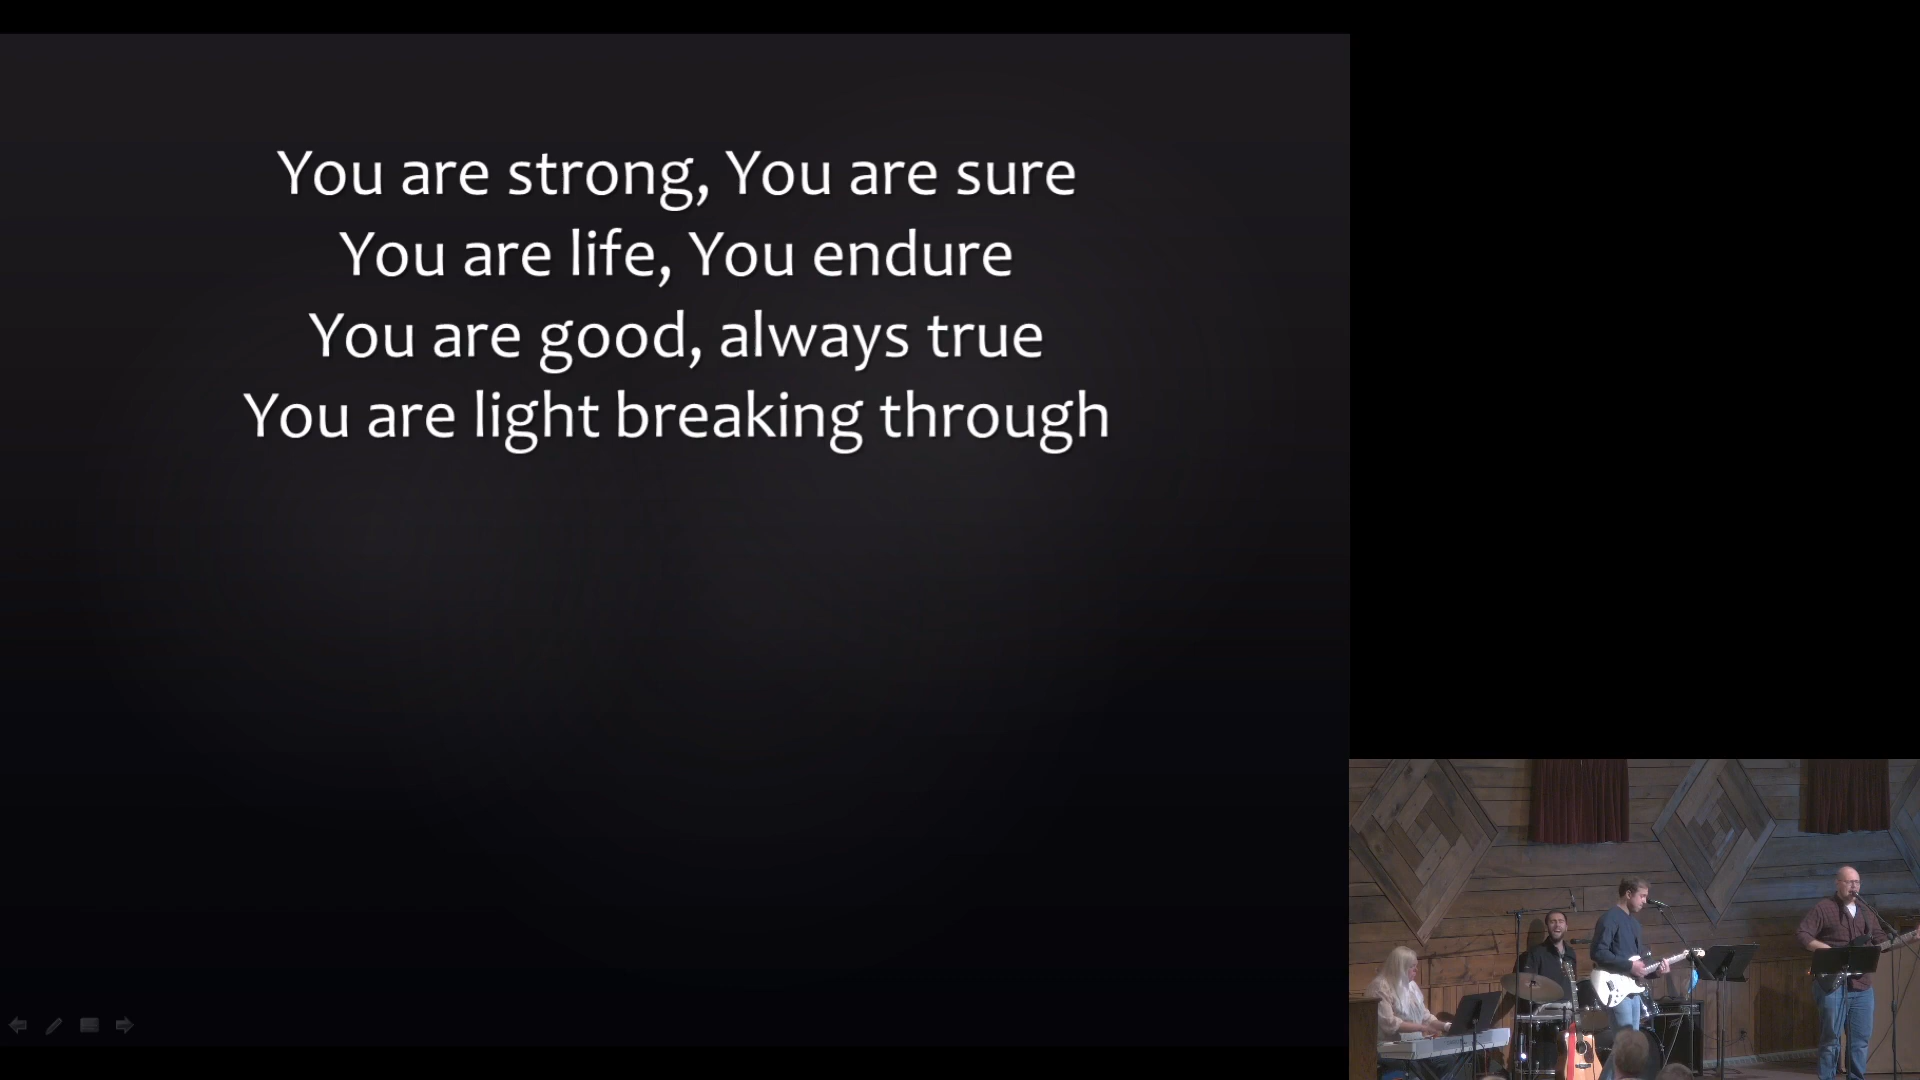 You are strong, You are sure
You are life, You endure
You are good, always true
You are light breaking through